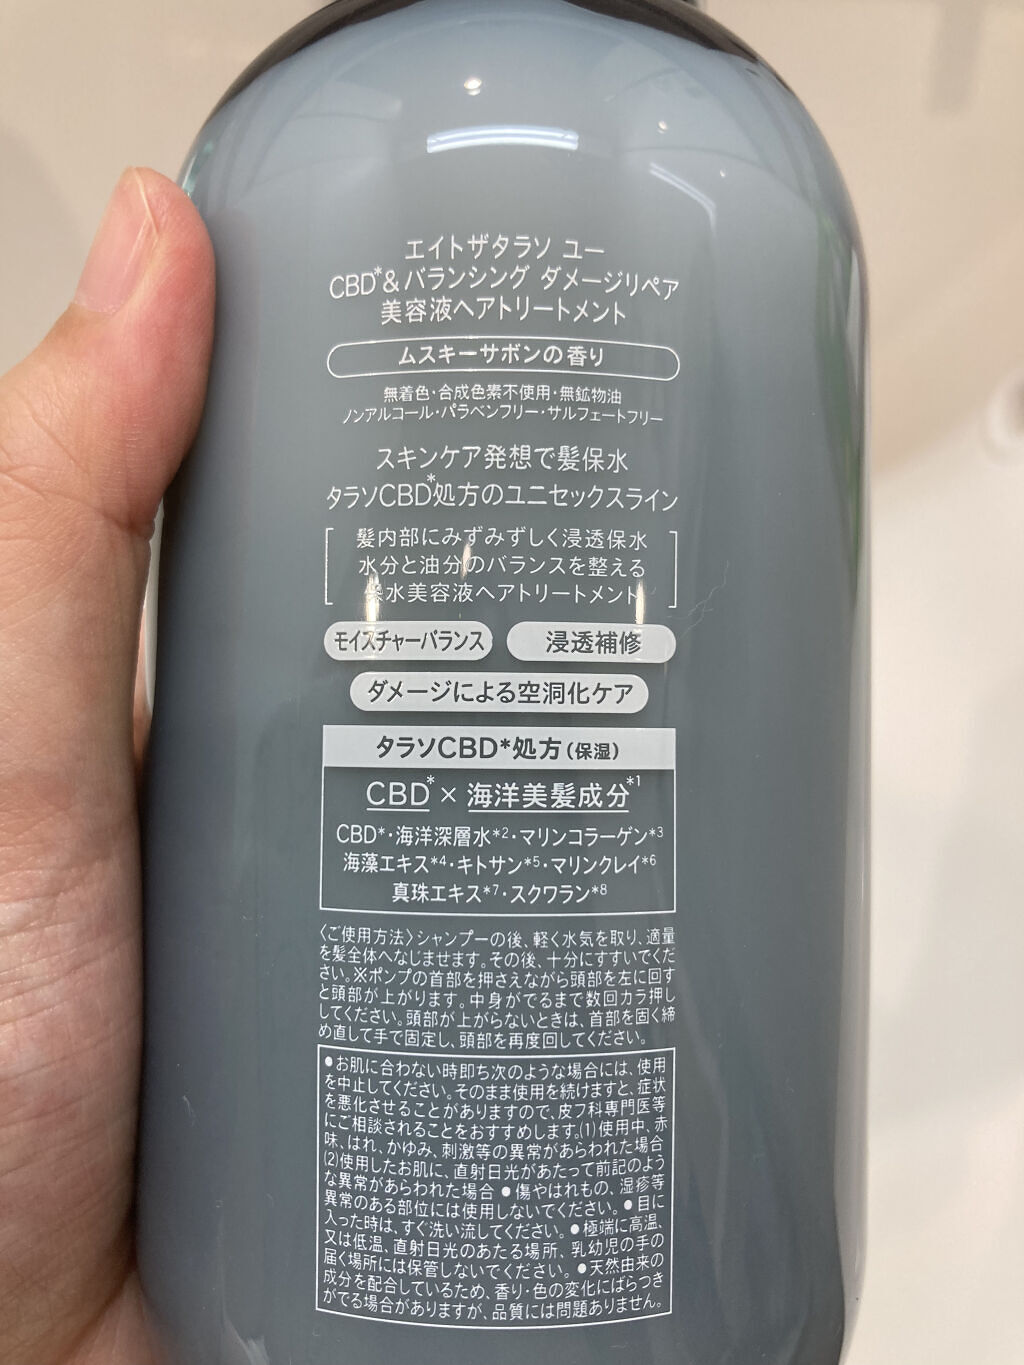 エイトザタラソ ユー
CBD*&バランシング ダメージリペア
美容液ヘアトリートメント
ムスキーサボンの香り
無着色・合成色素不使用・無鉱物油
ノンアルコール・パラベンフリー・サルフェートフリー
スキンケア発想で髪保水
タラソCBD*処方のユニセックスライン
髪内部にみずみずしく浸透保水
水分と油分のバランスを整える
保水美容液ヘアトリートメント
モイスチャーバランス 浸透補修
ダメージによる空洞化ケア
タラソCBD*処方(保湿)
CBD*×海洋美髪成分*1
CBD*・海洋深層水*2・マリンコラーゲン*3
海藻エキス*4・キトサン*5・マリンクレイ*6
真珠エキス*7・スクワラン*8
〈ご使用方法〉シャンプーの後、軽く水気を取り、適量
を髪全体へなじませます。その後、十分にすすいでくだ
さい。※ポンプの首部を押さえながら頭部を左に回す
と頭部が上がります。中身がでるまで数回カラ押し
してください。頭部が上がらないときは、首部を固く締
め直して手で固定し、頭部を再度回してください。
●お肌に合わない時即ち次のような場合には、使用
を中止してください。そのまま使用を続けますと、症状
を悪化させることがありますので、皮フ科専門医等
にご相談されることをおすすめします。(1)使用中、赤
味、はれ、かゆみ、刺激等の異常があらわれた場合
(2)使用したお肌に、直射日光があたって前記のよう
な異常があらわれた場合 ●傷やはれもの、湿疹等
異常のある部位には使用しないでください。●目に
入った時は、すぐ洗い流してください。●極端に高温、
又は低温、直射日光のあたる場所、乳幼児の手の
届く場所には保管しないでください。●天然由来の
成分を配合しているため、香り・色の変化にばらつき
がでる場合がありますが、品質には問題ありません。